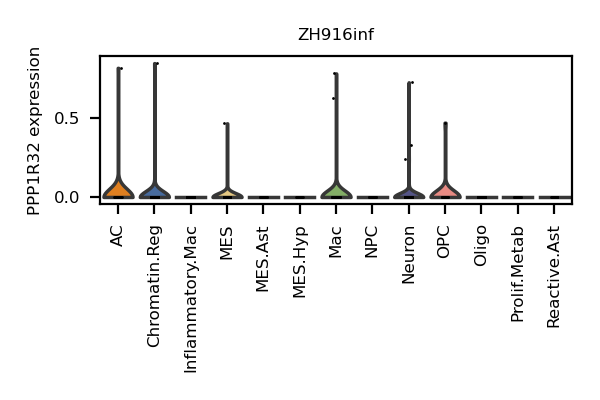 ZH916inf
PPP1R32 expression
0.5
0.0
AC
Chromatin.Reg
Inflammatory.Mac
MES
MES.Ast
MES.Hyp
Mac
NPC
Neuron
OPC
Oligo
Prolif.Metab
Reactive.Ast